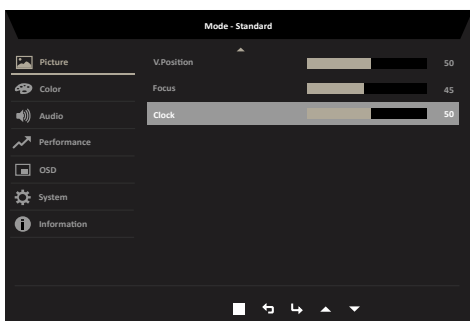 Mode - Standard
Picture
V.Position 50
Color
Focus 45
Audio
Clock 50
Performance
OSD
System
Information